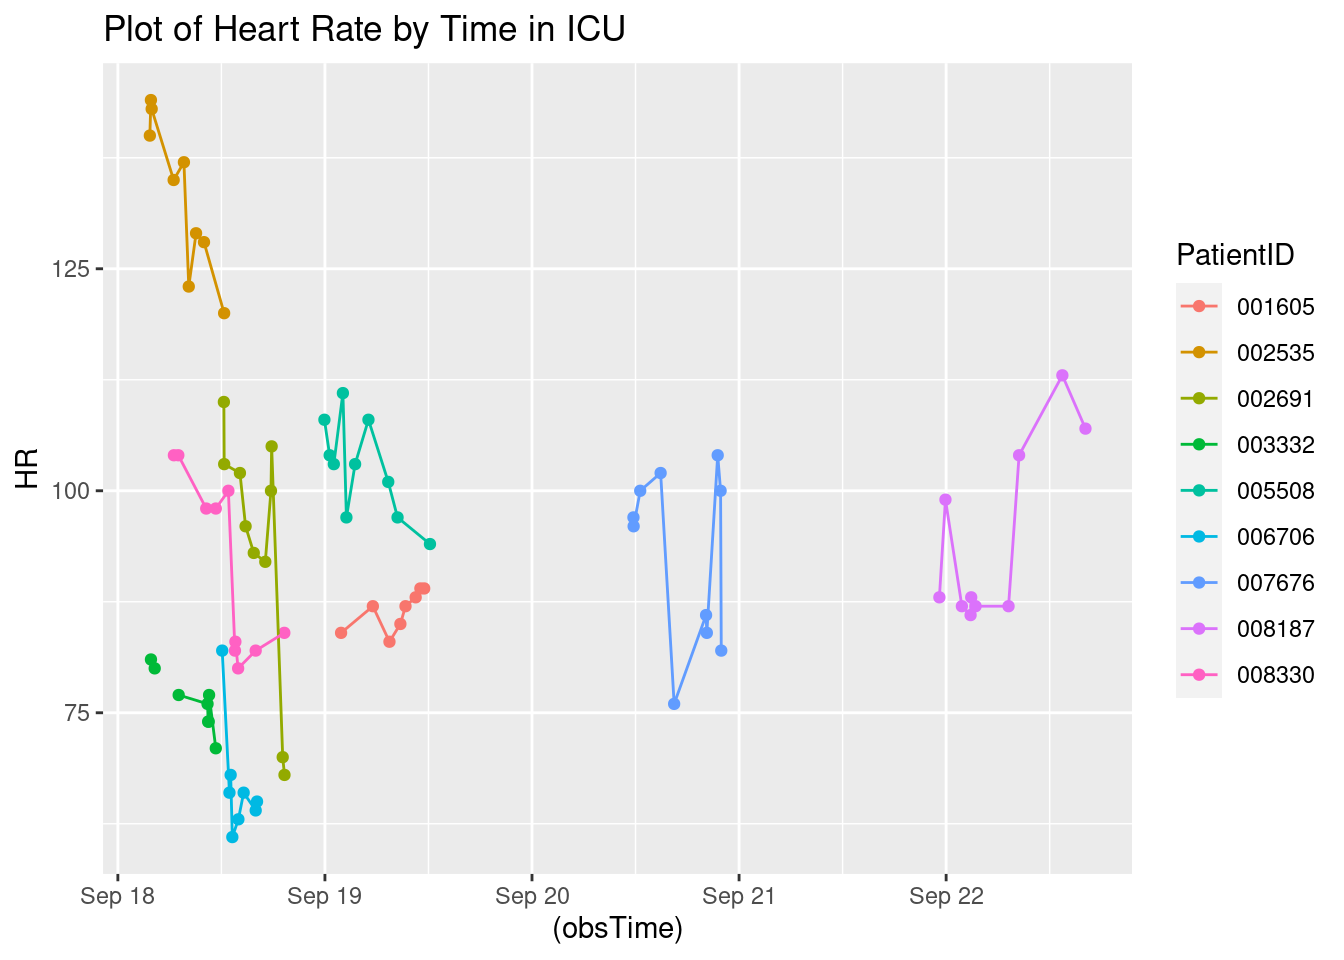 Plot of Heart Rate by Time in ICU
HR
125
100
75
Sep 18
Sep 19
Sep 20
Sep 21
Sep 22
(obsTime)
PatientID
001605
002535
002691
003332
005508
006706
007676
008187
008330